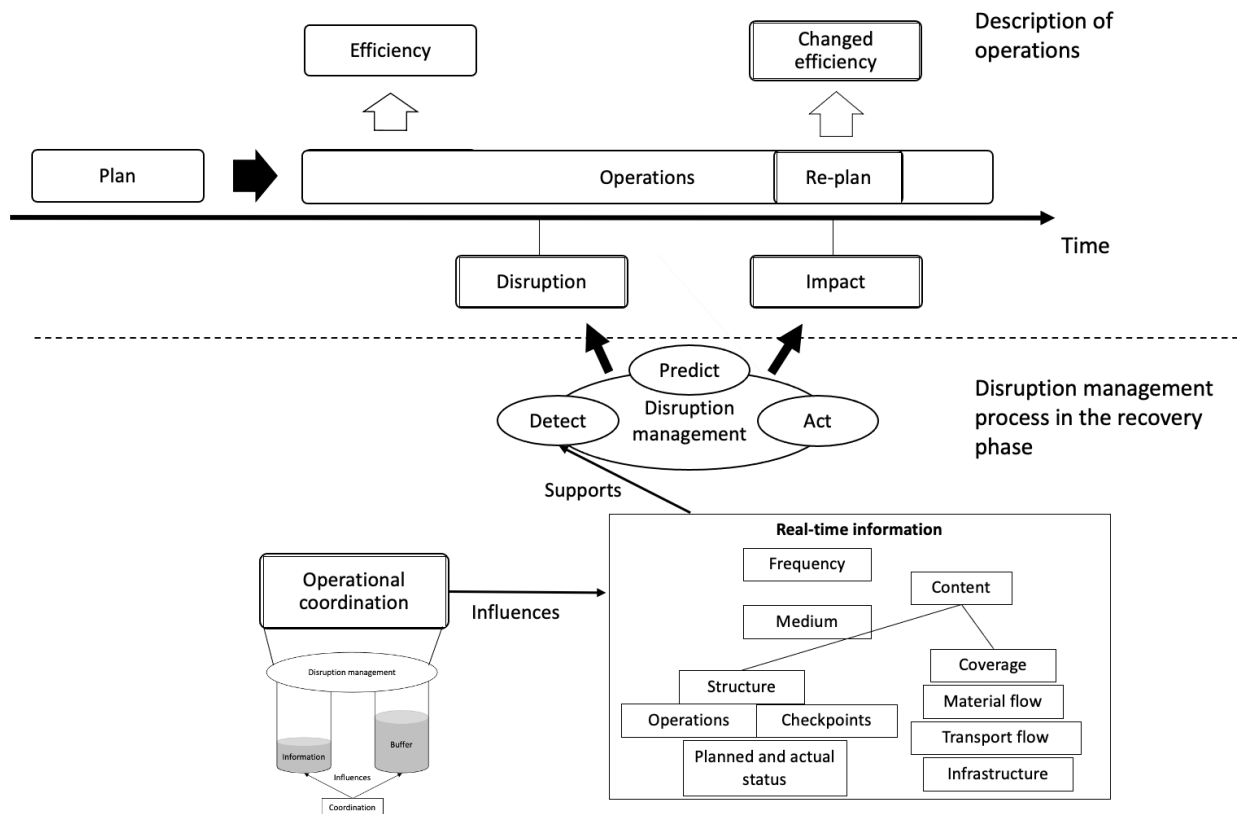 Description of
operations
Efficiency
Changed
efficiency
Plan
Operations
Re-plan
Time
Disruption
Impact
Predict
Detect
Disruption
management
Act
Disruption management
process in the recovery
phase
Supports
Real-time information
Frequency
Content
Medium
Operational
coordination
Influences
Coverage
Structure
Material flow
Operations
Checkpoints
Transport flow
Planned and actual
status
Infrastructure
Disruption management
Information
Buffer
Influences
Coordination